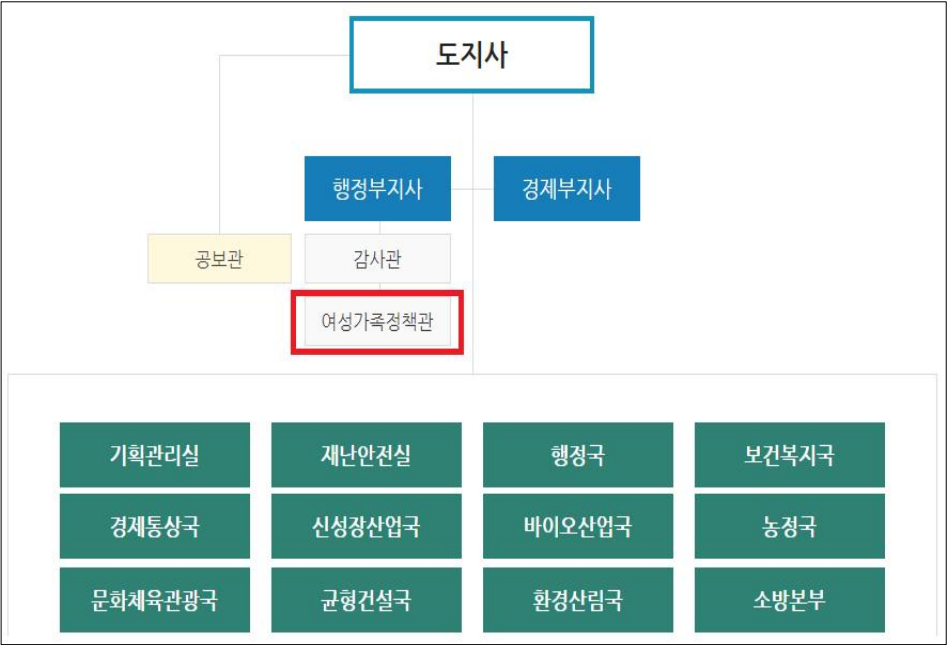 도지사
행정부지사
경제부지사
공보관
감사관
여성가족정책관
기획관리실
재난안전실
행정국
보건복지국
경제통상국
신성장산업국
바이오산업국
농정국
문화체육관광국
균형건설국
환경산림국
소방본부